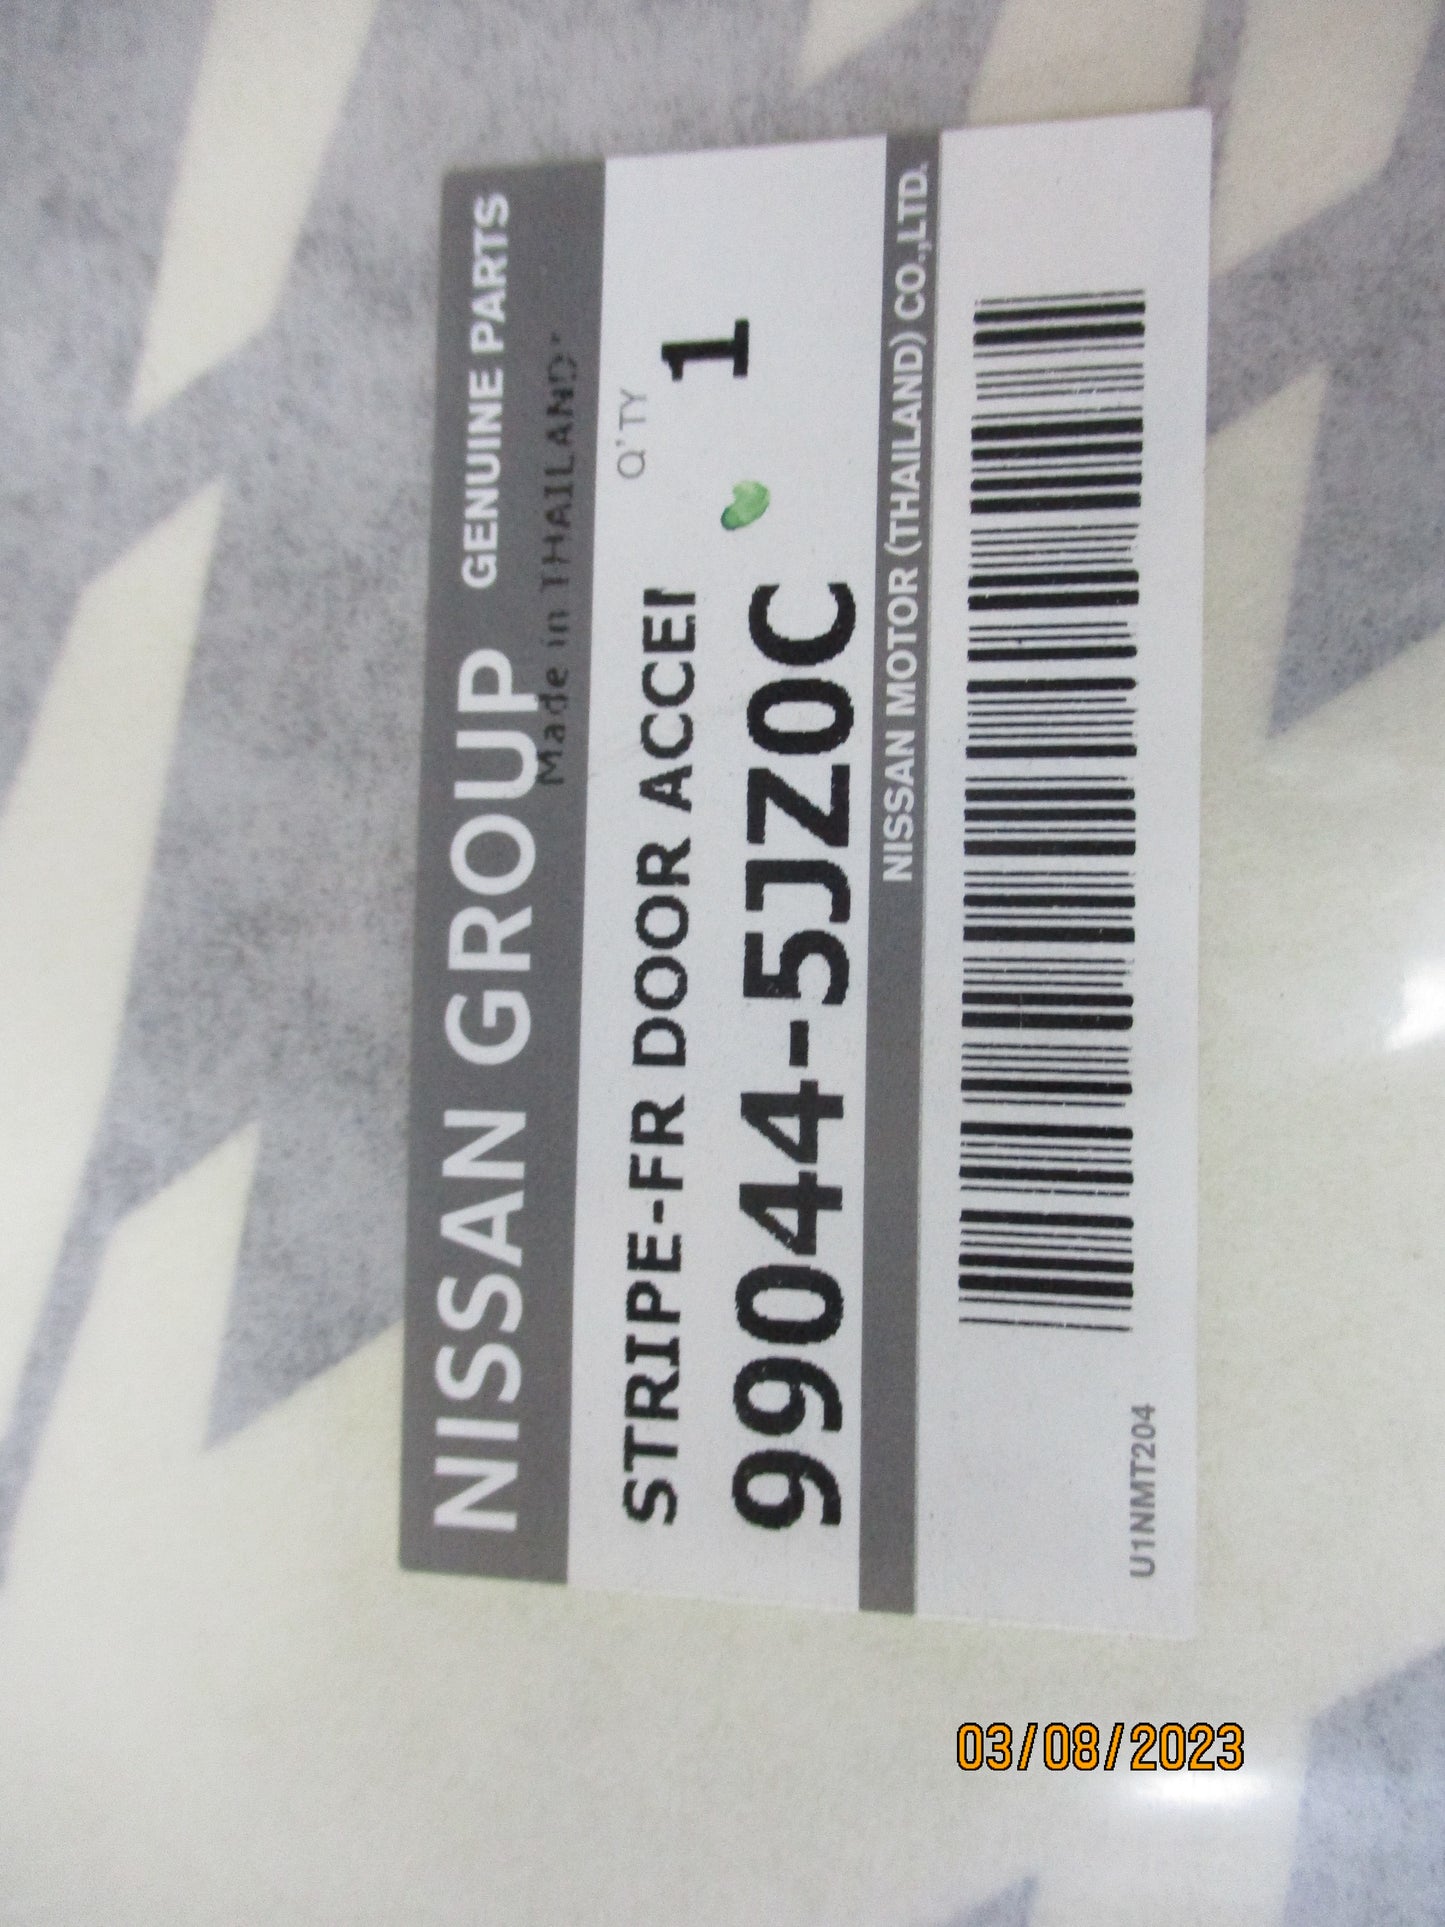 NISSAN GROUP GENUINE PARTS
Made in THAILAND"
STRIPE-FR DOOR ACCEI
Q'TY
99044-5JZ0C
1
NISSAN MOTOR (THAILAND) CO.,LTD.
U1NMT204
03/08/2023